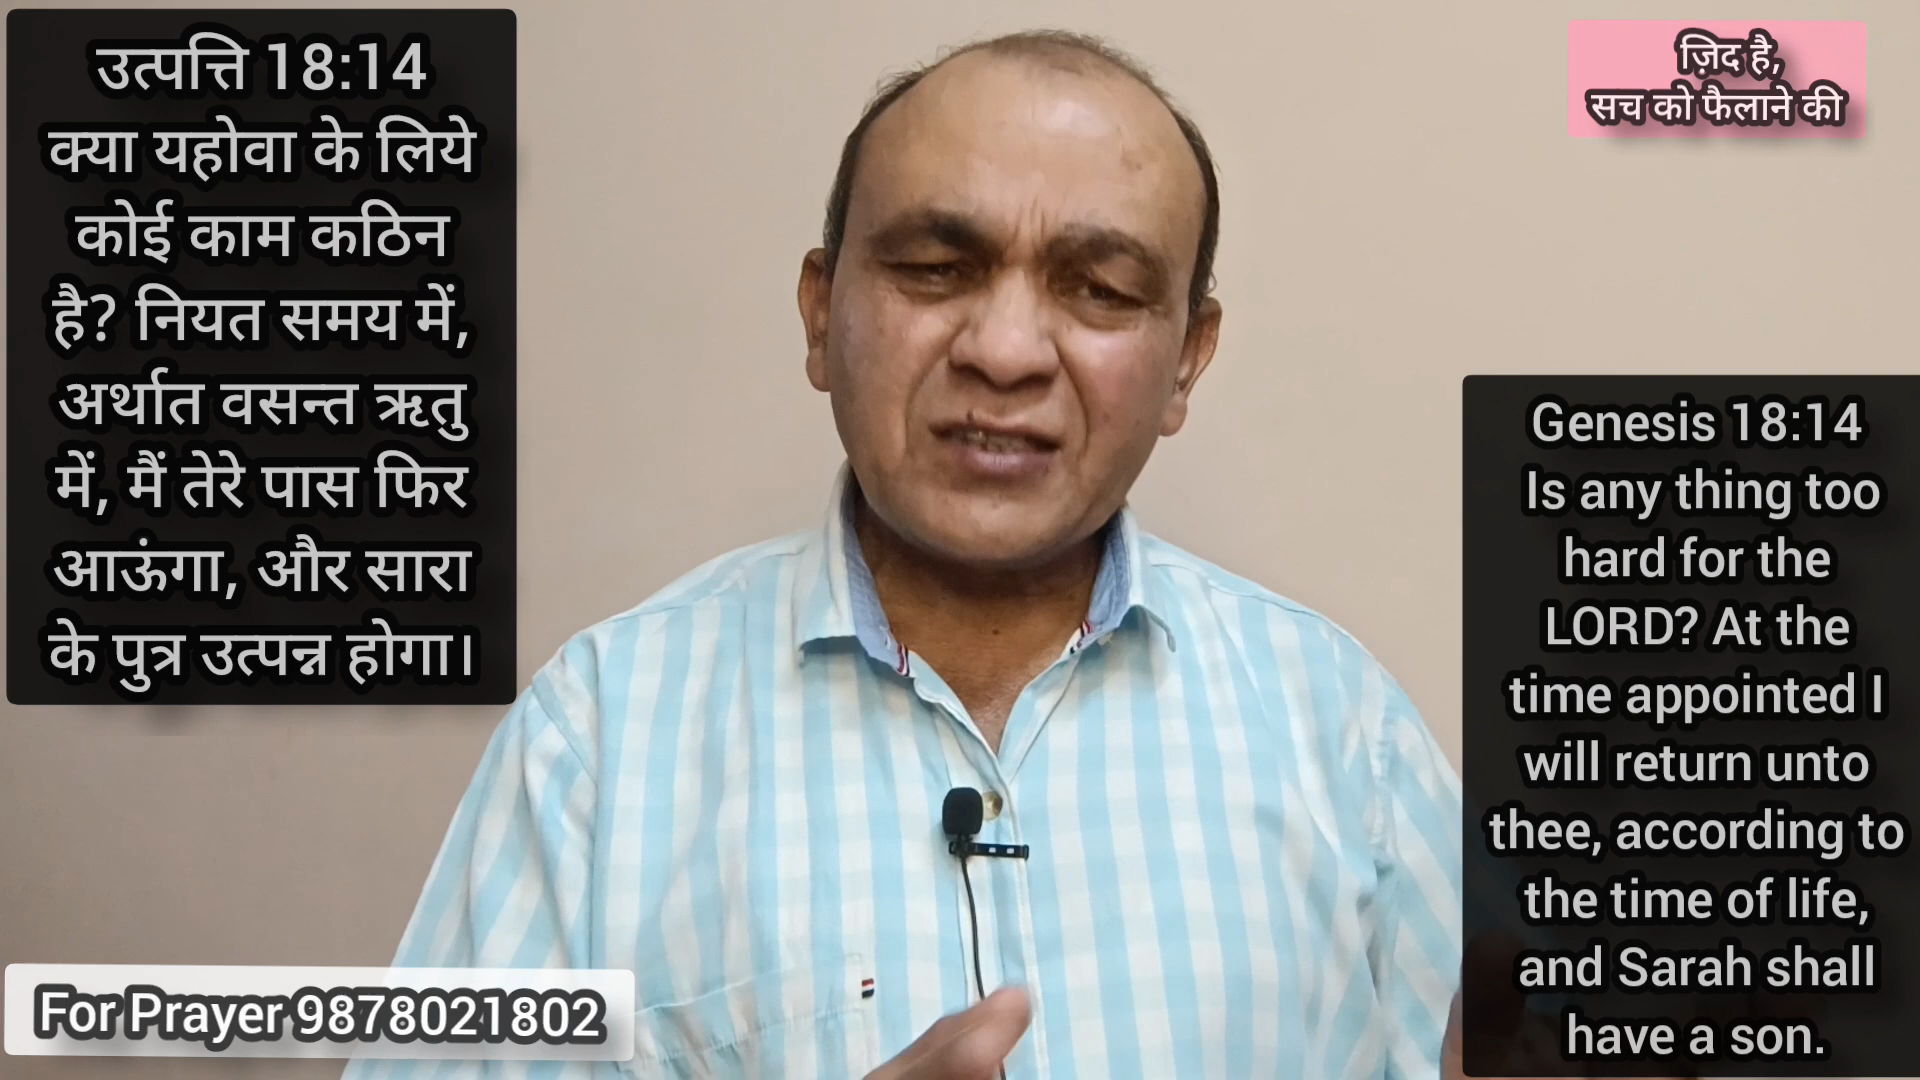 उत्पत्ति 18:14
क्या यहोवा के लिये
कोई काम कठिन
है? नियत समय में,
अर्थात वसन्त ऋतु
में, मैं तेरे पास फिर
आऊंगा, और सारा
के पुत्र उत्पन्न होगा।
ज़िद है,
सच को फैलाने की
Genesis 18:14
Is any thing too
hard for the
LORD? At the
time appointed I
will return unto
thee, according to
the time of life,
and Sarah shall
have a son.
For Prayer 9878021802